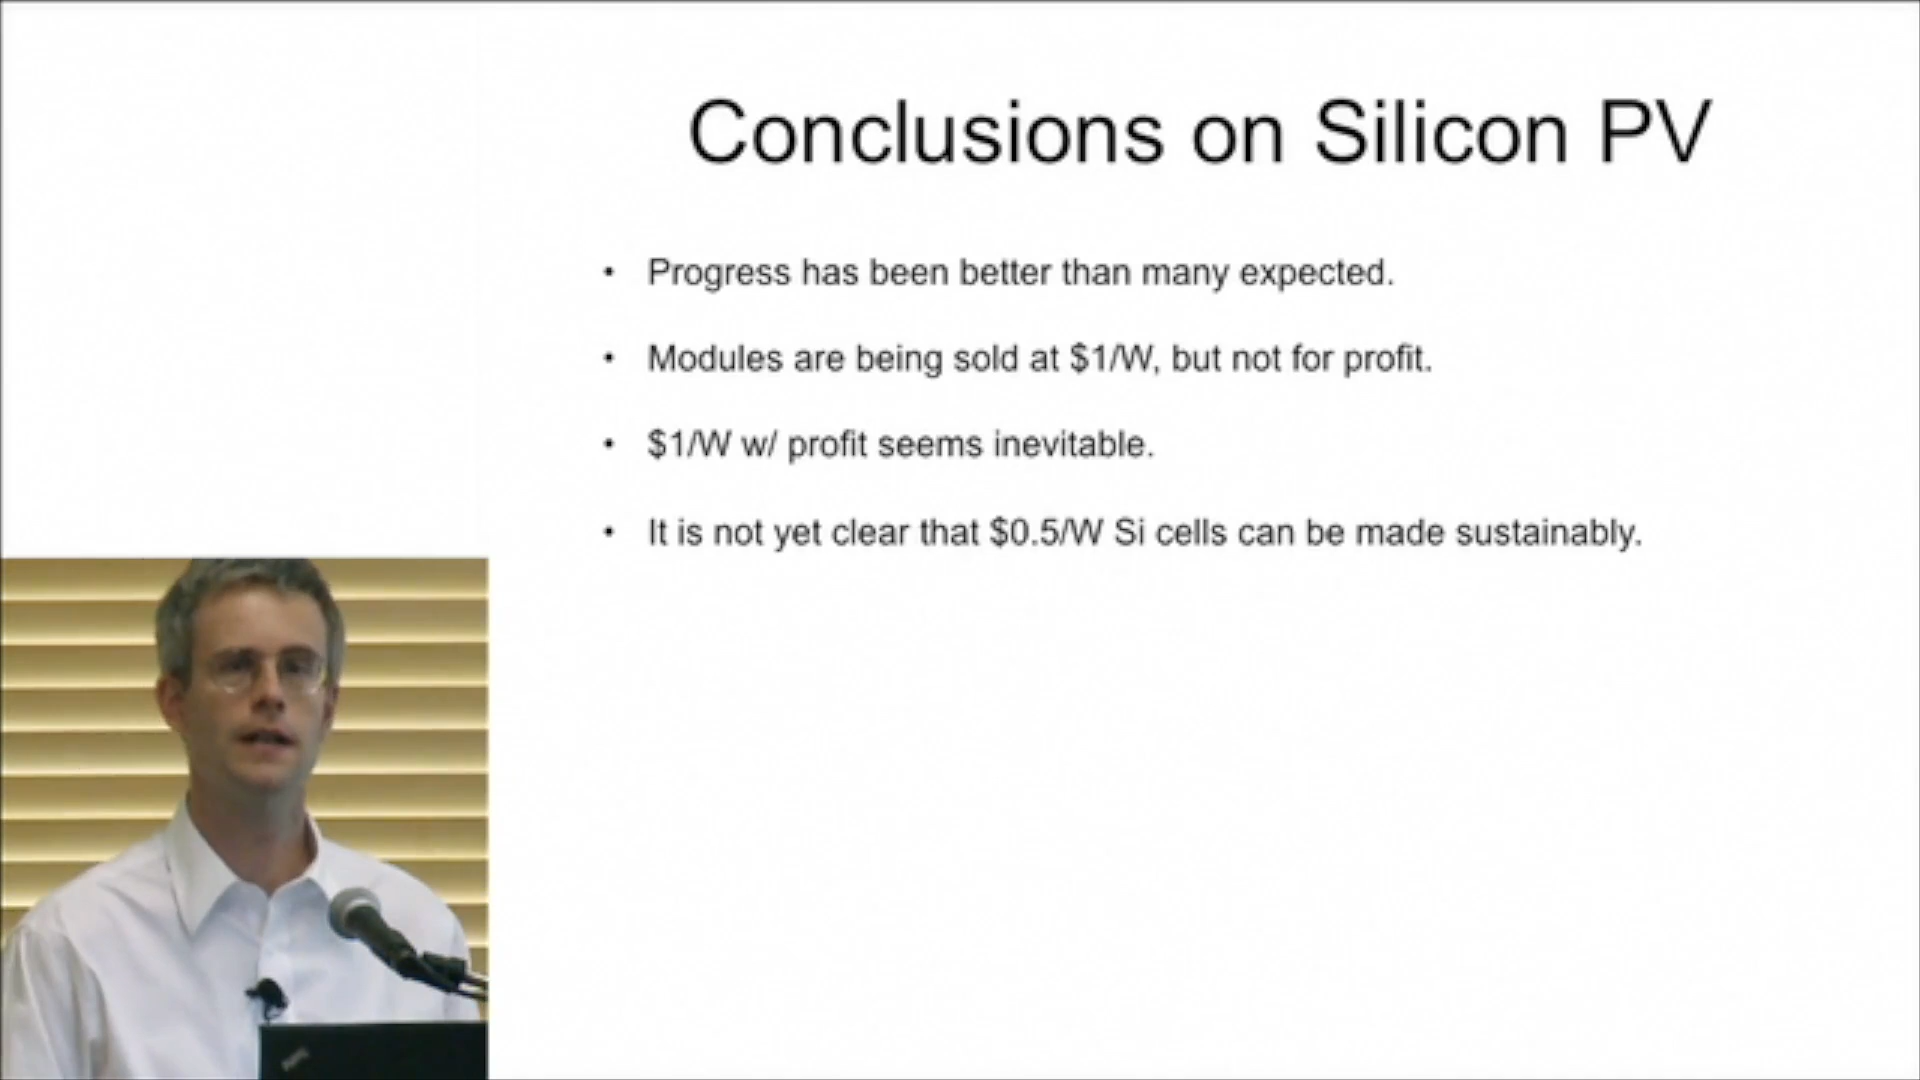 Conclusions on Silicon PV
• Progress has been better than many expected.
• Modules are being sold at $1/W, but not for profit.
• $1/W w/ profit seems inevitable.
• It is not yet clear that $0.5/W Si cells can be made sustainably.